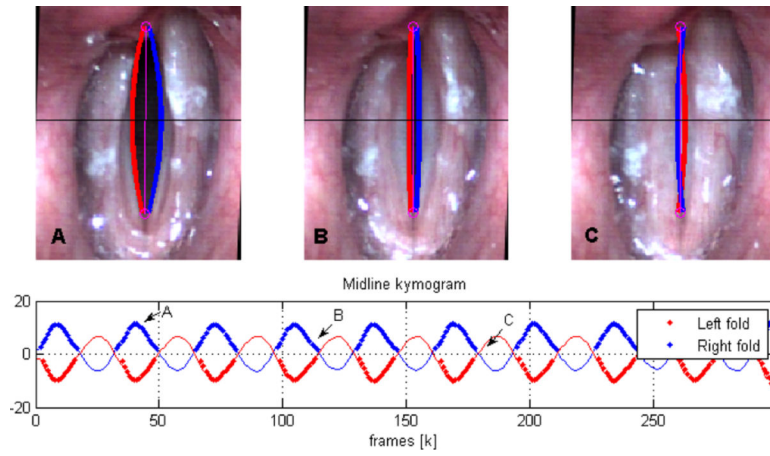 A
B
C
Midline kymogram
20
0
-20
A
B
C
Left fold
Right fold
0
50
100
150
200
250
frames [k]